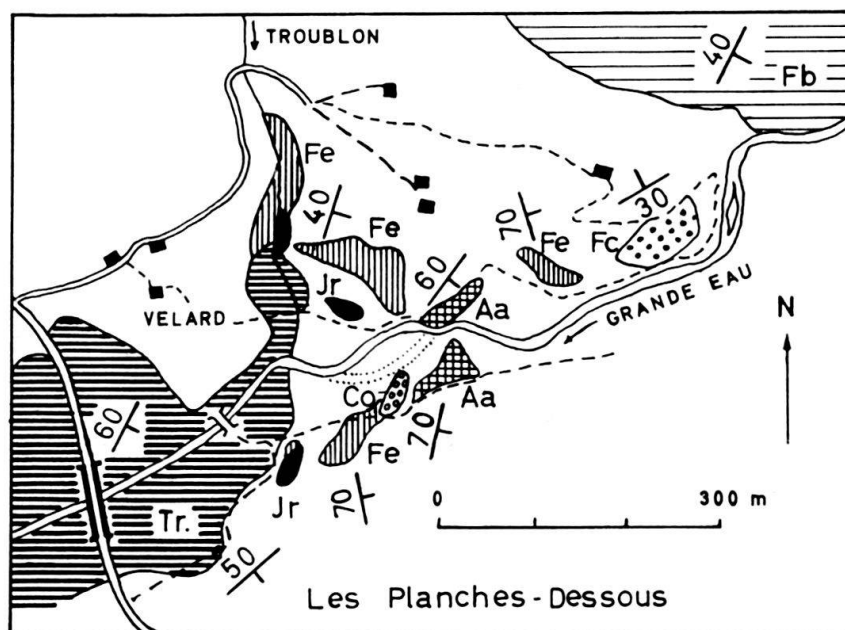 TROUBLON
40
Fb
Fe
40
Fe
70
Fe
30
Fc
60
Jr
Aa
VELARD
GRANDE EAU
N
Co
Aa
60
70
Fe
0
300 m
Jr
70
Tr.
50
Les Planches-Dessous